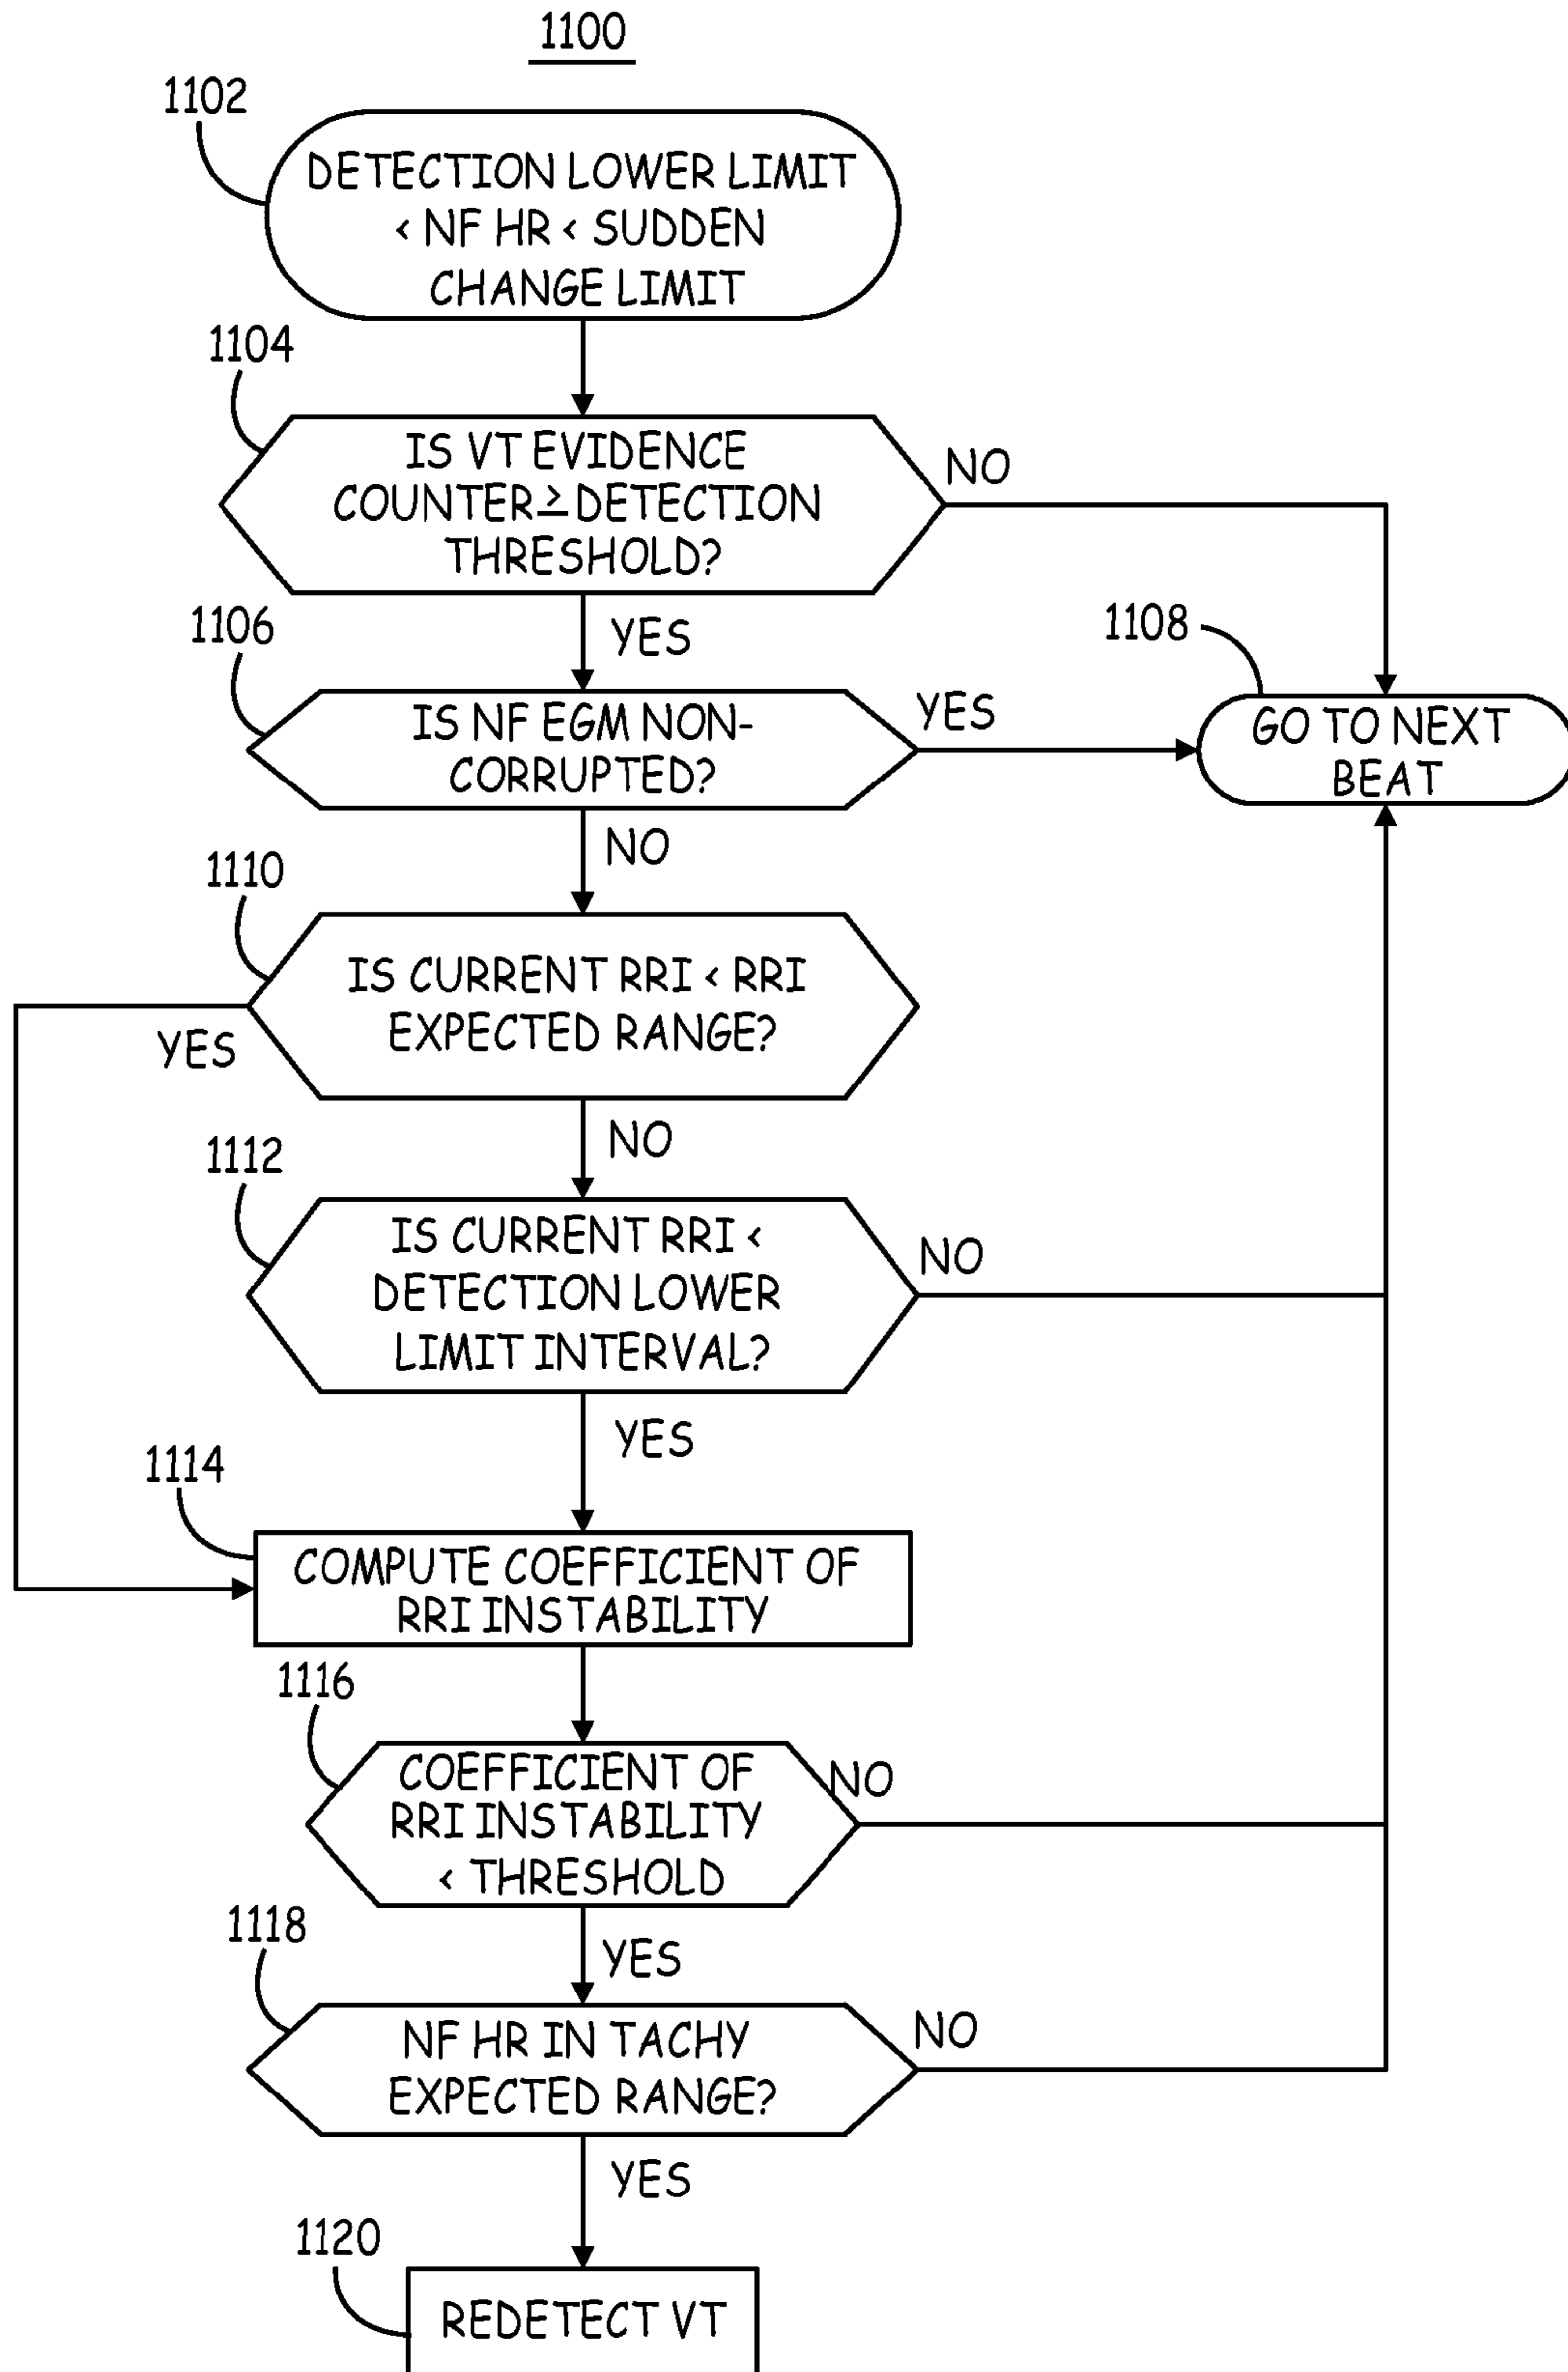 1100
1102
DETECTION LOWER LIMIT
< NF HR < SUDDEN
CHANGE LIMIT
1104
IS VT EVIDENCE
COUNTER ≥ DETECTION
THRESHOLD?
NO
YES
1106
IS NF EGM NON-
CORRUPTED?
YES
1108
GO TO NEXT
BEAT
NO
1110
IS CURRENT RRI < RRI
EXPECTED RANGE?
YES
NO
1112
IS CURRENT RRI <
DETECTION LOWER
LIMIT INTERVAL?
NO
YES
1114
COMPUTE COEFFICIENT OF
RRI INSTABILITY
1116
COEFFICIENT OF
RRI INSTABILITY
< THRESHOLD
NO
YES
1118
NF HR IN TACHY
EXPECTED RANGE?
NO
YES
1120
REDETECT VT